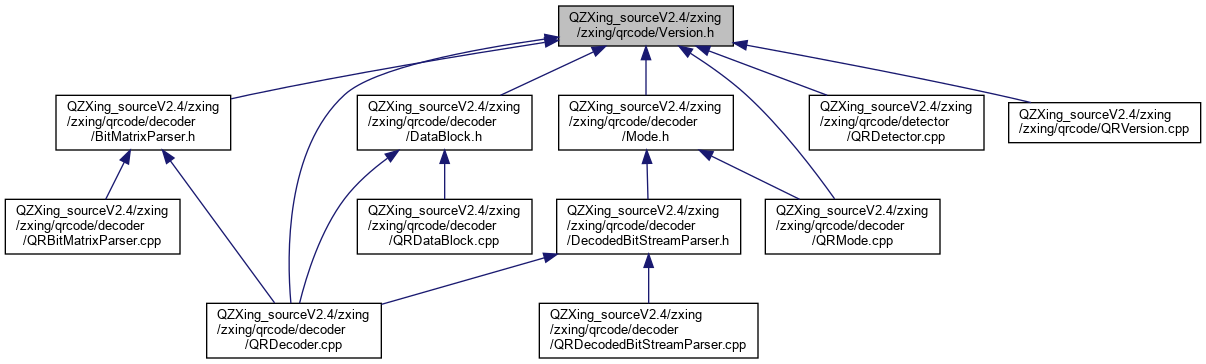 QZXing_sourceV2.4/zxing
/zxing/qrcode/Version.h
QZXing_sourceV2.4/zxing
/zxing/qrcode/decoder
/BitMatrixParser.h
QZXing_sourceV2.4/zxing
/zxing/qrcode/decoder
/DataBlock.h
QZXing_sourceV2.4/zxing
/zxing/qrcode/decoder
/Mode.h
QZXing_sourceV2.4/zxing
/zxing/qrcode/detector
/QRDetector.cpp
QZXing_sourceV2.4/zxing
/zxing/qrcode/QRVersion.cpp
QZXing_sourceV2.4/zxing
/zxing/qrcode/decoder
/QRBitMatrixParser.cpp
QZXing_sourceV2.4/zxing
/zxing/qrcode/decoder
/QRDataBlock.cpp
QZXing_sourceV2.4/zxing
/zxing/qrcode/decoder
/DecodedBitStreamParser.h
QZXing_sourceV2.4/zxing
/zxing/qrcode/decoder
/QRMode.cpp
QZXing_sourceV2.4/zxing
/zxing/qrcode/decoder
/QRDecoder.cpp
QZXing_sourceV2.4/zxing
/zxing/qrcode/decoder
/QRDecodedBitStreamParser.cpp